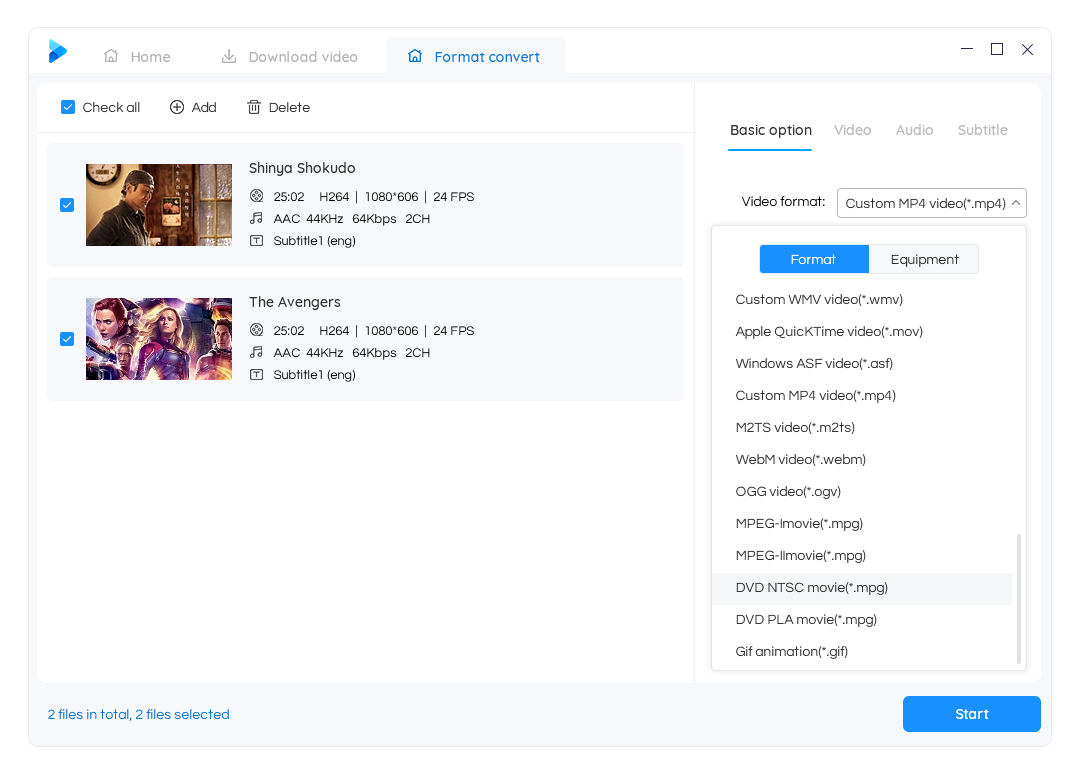 Home
Download video
Format convert
Check all
Add
Delete
Shinya Shokudo
25:02 H264 | 1080*606 | 24 FPS
AAC 44KHz 64Kbps 2CH
Subtitle1 (eng)
The Avengers
25:02 H264 | 1080*606 | 24 FPS
AAC 44KHz 64Kbps 2CH
Subtitle1 (eng)
Basic option
Video
Audio
Subtitle
Video format:
Custom MP4 video(*.mp4)
Format
Equipment
Custom WMV video(*.wmv)
Apple QuicKTime video(*.mov)
Windows ASF video(*.asf)
Custom MP4 video(*.mp4)
M2TS video(*.m2ts)
WebM video(*.webm)
OGG video(*.ogv)
MPEG-Imovie(*.mpg)
MPEG-IImovie(*.mpg)
DVD NTSC movie(*.mpg)
DVD PLA movie(*.mpg)
Gif animation(*.gif)
2 files in total, 2 files selected
Start